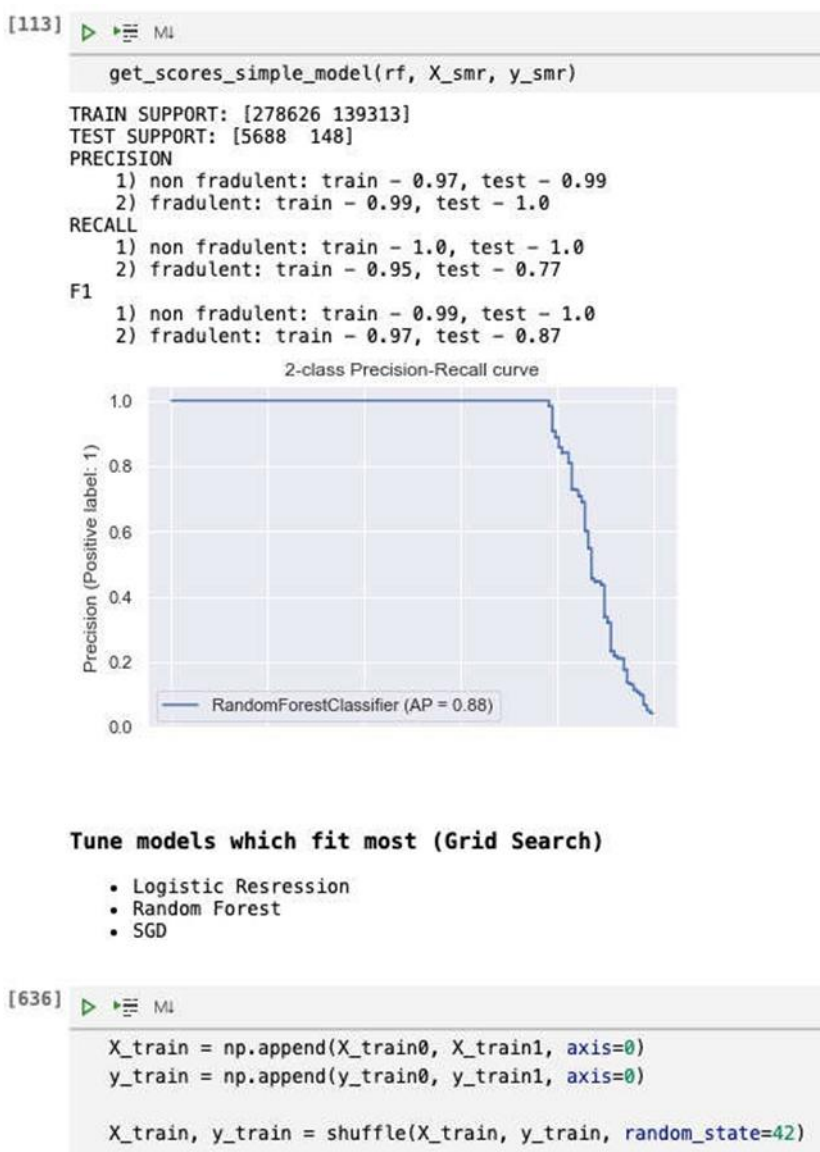 [113] M↓
get_scores_simple_model(rf, X_smr, y_smr)
TRAIN SUPPORT: [278626 139313]
TEST SUPPORT: [5688  148]
PRECISION
1) non fradulent: train – 0.97, test – 0.99
2) fradulent: train – 0.99, test – 1.0
RECALL
1) non fradulent: train – 1.0, test – 1.0
2) fradulent: train – 0.95, test – 0.77
F1
1) non fradulent: train – 0.99, test – 1.0
2) fradulent: train – 0.97, test – 0.87
2-class Precision-Recall curve
Precision (Positive label: 1)
1.0
0.8
0.6
0.4
0.2
0.0
RandomForestClassifier (AP = 0.88)
Tune models which fit most (Grid Search)
• Logistic Resression
• Random Forest
• SGD
[636] M↓
X_train = np.append(X_train0, X_train1, axis=0)
y_train = np.append(y_train0, y_train1, axis=0)
X_train, y_train = shuffle(X_train, y_train, random_state=42)